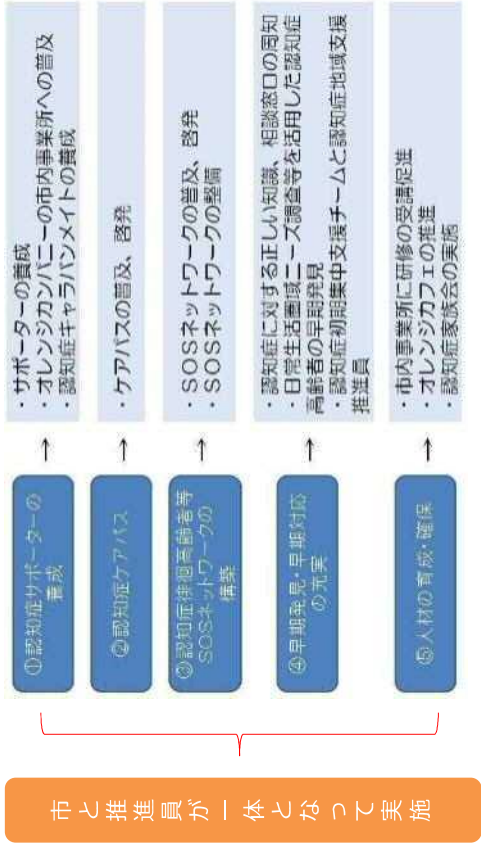 市と推進員が一体となって実施
①認知症サポーターの
養成
→
・サポーターの養成
・オレンジカンパニーの市内事業所への普及
・認知症キャラバンメイトの養成
②認知症ケアパス
→
・ケアパスの普及、啓発
③認知症徘徊高齢者等
SOSネットワークの
構築
→
・SOSネットワークの普及、啓発
・SOSネットワークの整備
④早期発見・早期対応
の充実
→
・認知症に対する正しい知識、相談窓口の周知
・日常生活圏域ニーズ調査等を活用した認知症
高齢者の早期発見
・認知症初期集中支援チームと認知症地域支援
推進員
⑤人材の育成・確保
→
・市内事業所に研修の受講促進
・オレンジカフェの推進
・認知症家族会の実施